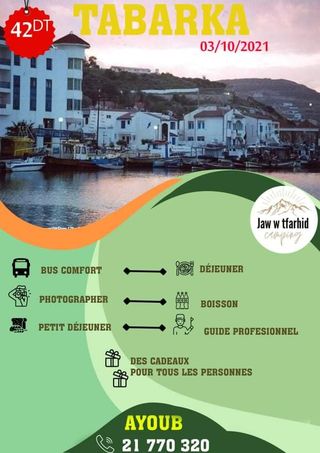 42DT
TABARKA
03/10/2021
Jaw w tfarhid
camping
BUS COMFORT
DÉJEUNER
PHOTOGRAPHER
BOISSON
PETIT DÉJEUNER
GUIDE PROFESIONNEL
DES CADEAUX
POUR TOUS LES PERSONNES
AYOUB
21 770 320